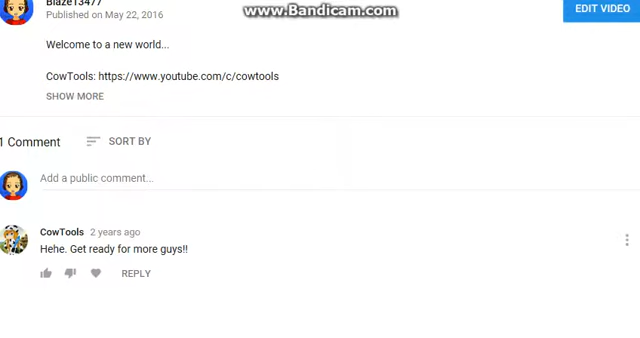 www.Bandicam.com
Blaze13477
Published on May 22, 2016
EDIT VIDEO
Welcome to a new world...
CowTools: https://www.youtube.com/c/cowtools
SHOW MORE
1 Comment
SORT BY
Add a public comment...
CowTools 2 years ago
Hehe. Get ready for more guys!!
REPLY